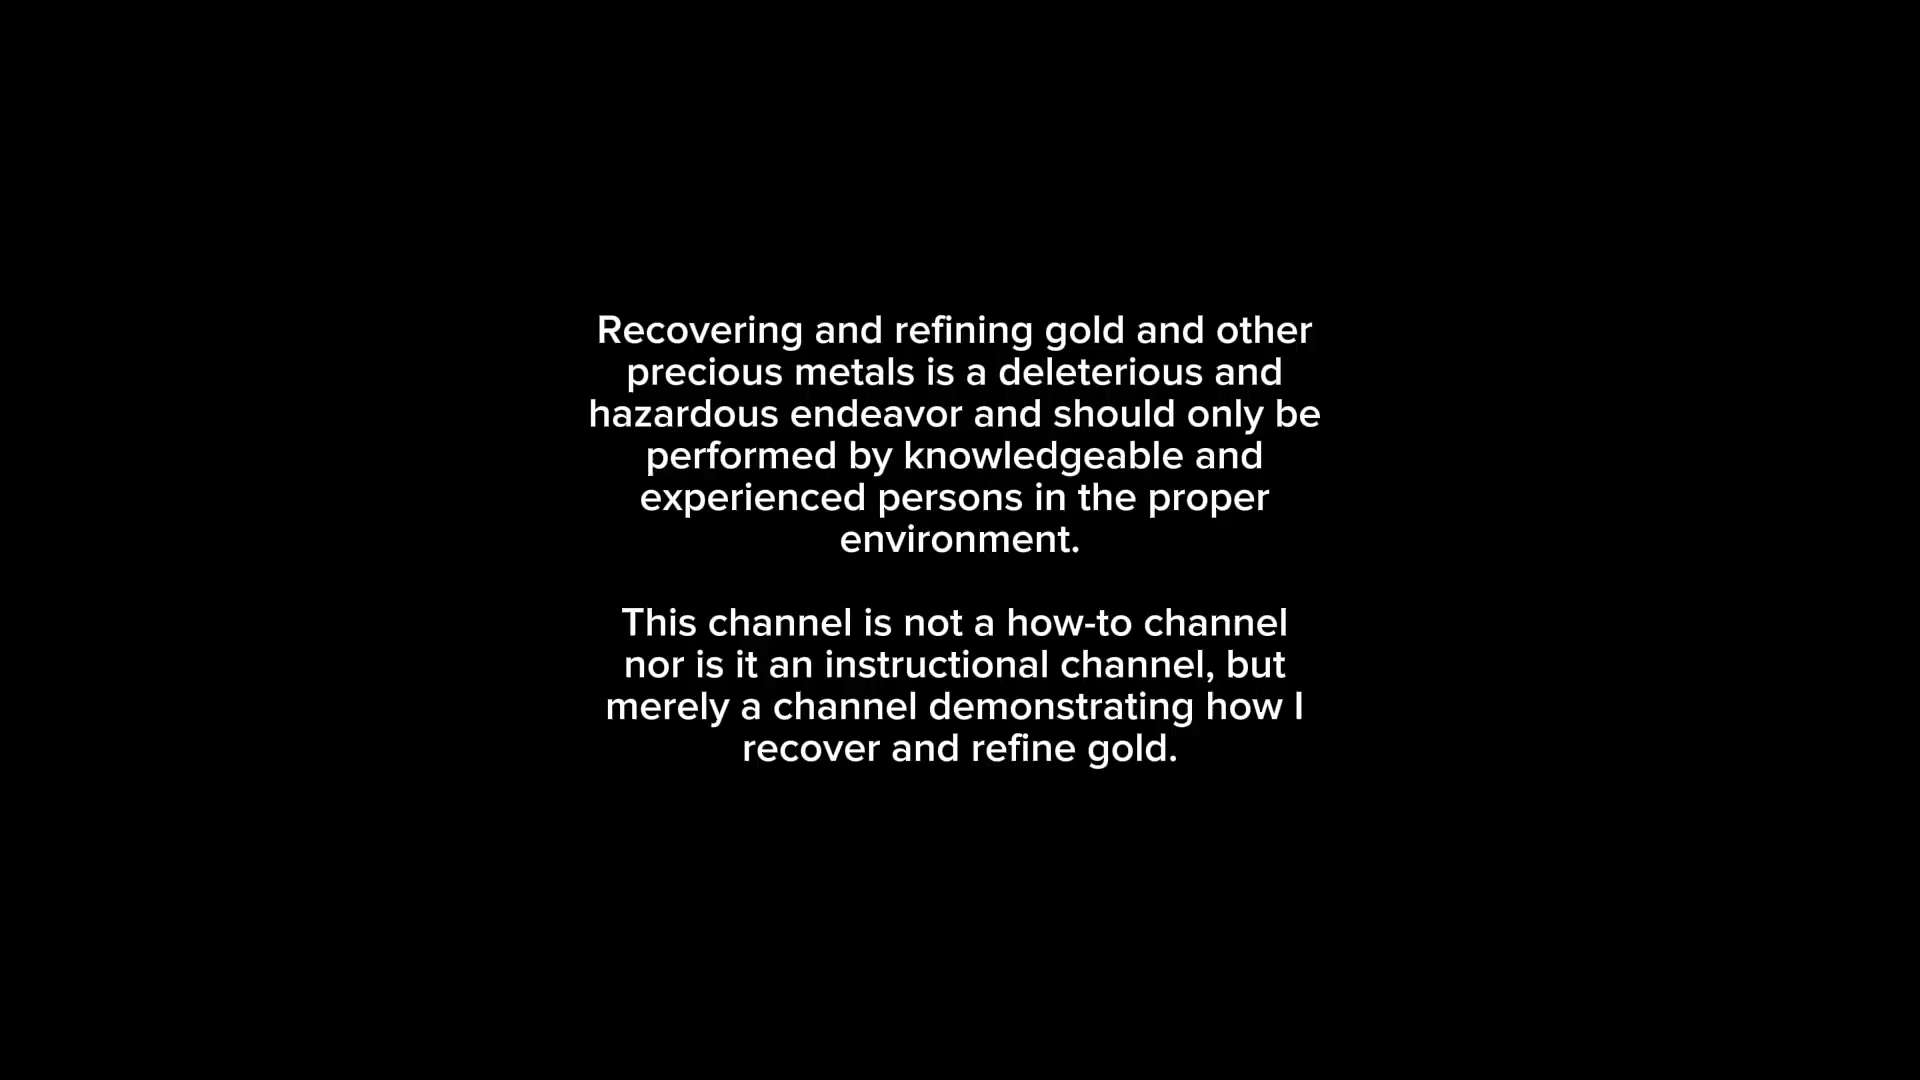 Recovering and refining gold and other
precious metals is a deleterious and
hazardous endeavor and should only be
performed by knowledgeable and
experienced persons in the proper
environment.
This channel is not a how-to channel
nor is it an instructional channel, but
merely a channel demonstrating how I
recover and refine gold.